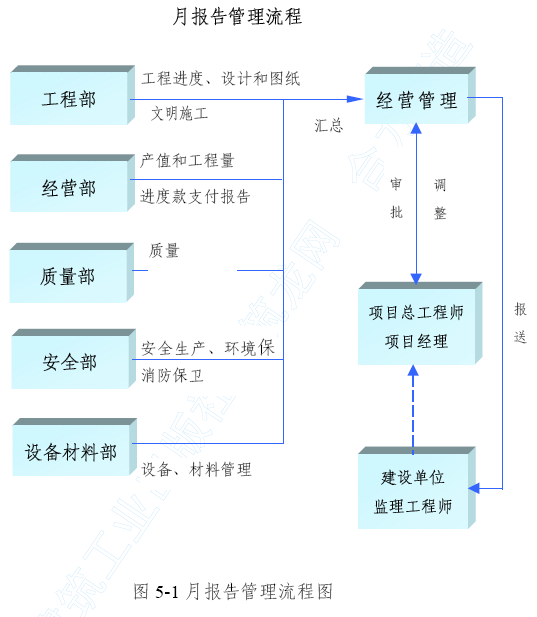 月报告管理流程
工程部
工程进度、设计和图纸
文明施工
汇总
经营管理
经营部
产值和工程量
进度款支付报告
审批
调整
质量部
质量
项目总工程师
项目经理
报送
安全部
安全生产、环境保
消防保卫
设备材料部
设备、材料管理
建设单位
监理工程师
图 5-1 月报告管理流程图